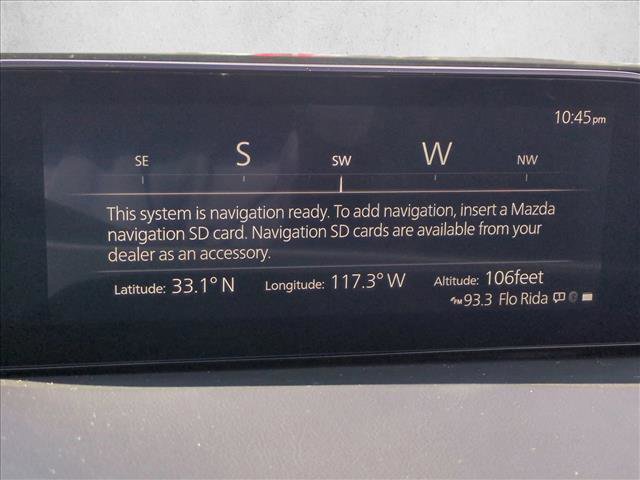 10:45pm
SE S SW W NW
This system is navigation ready. To add navigation, insert a Mazda
navigation SD card. Navigation SD cards are available from your
dealer as an accessory.
Latitude: 33.1° N Longitude: 117.3° W Altitude: 106feet
FM 93.3 Flo Rida